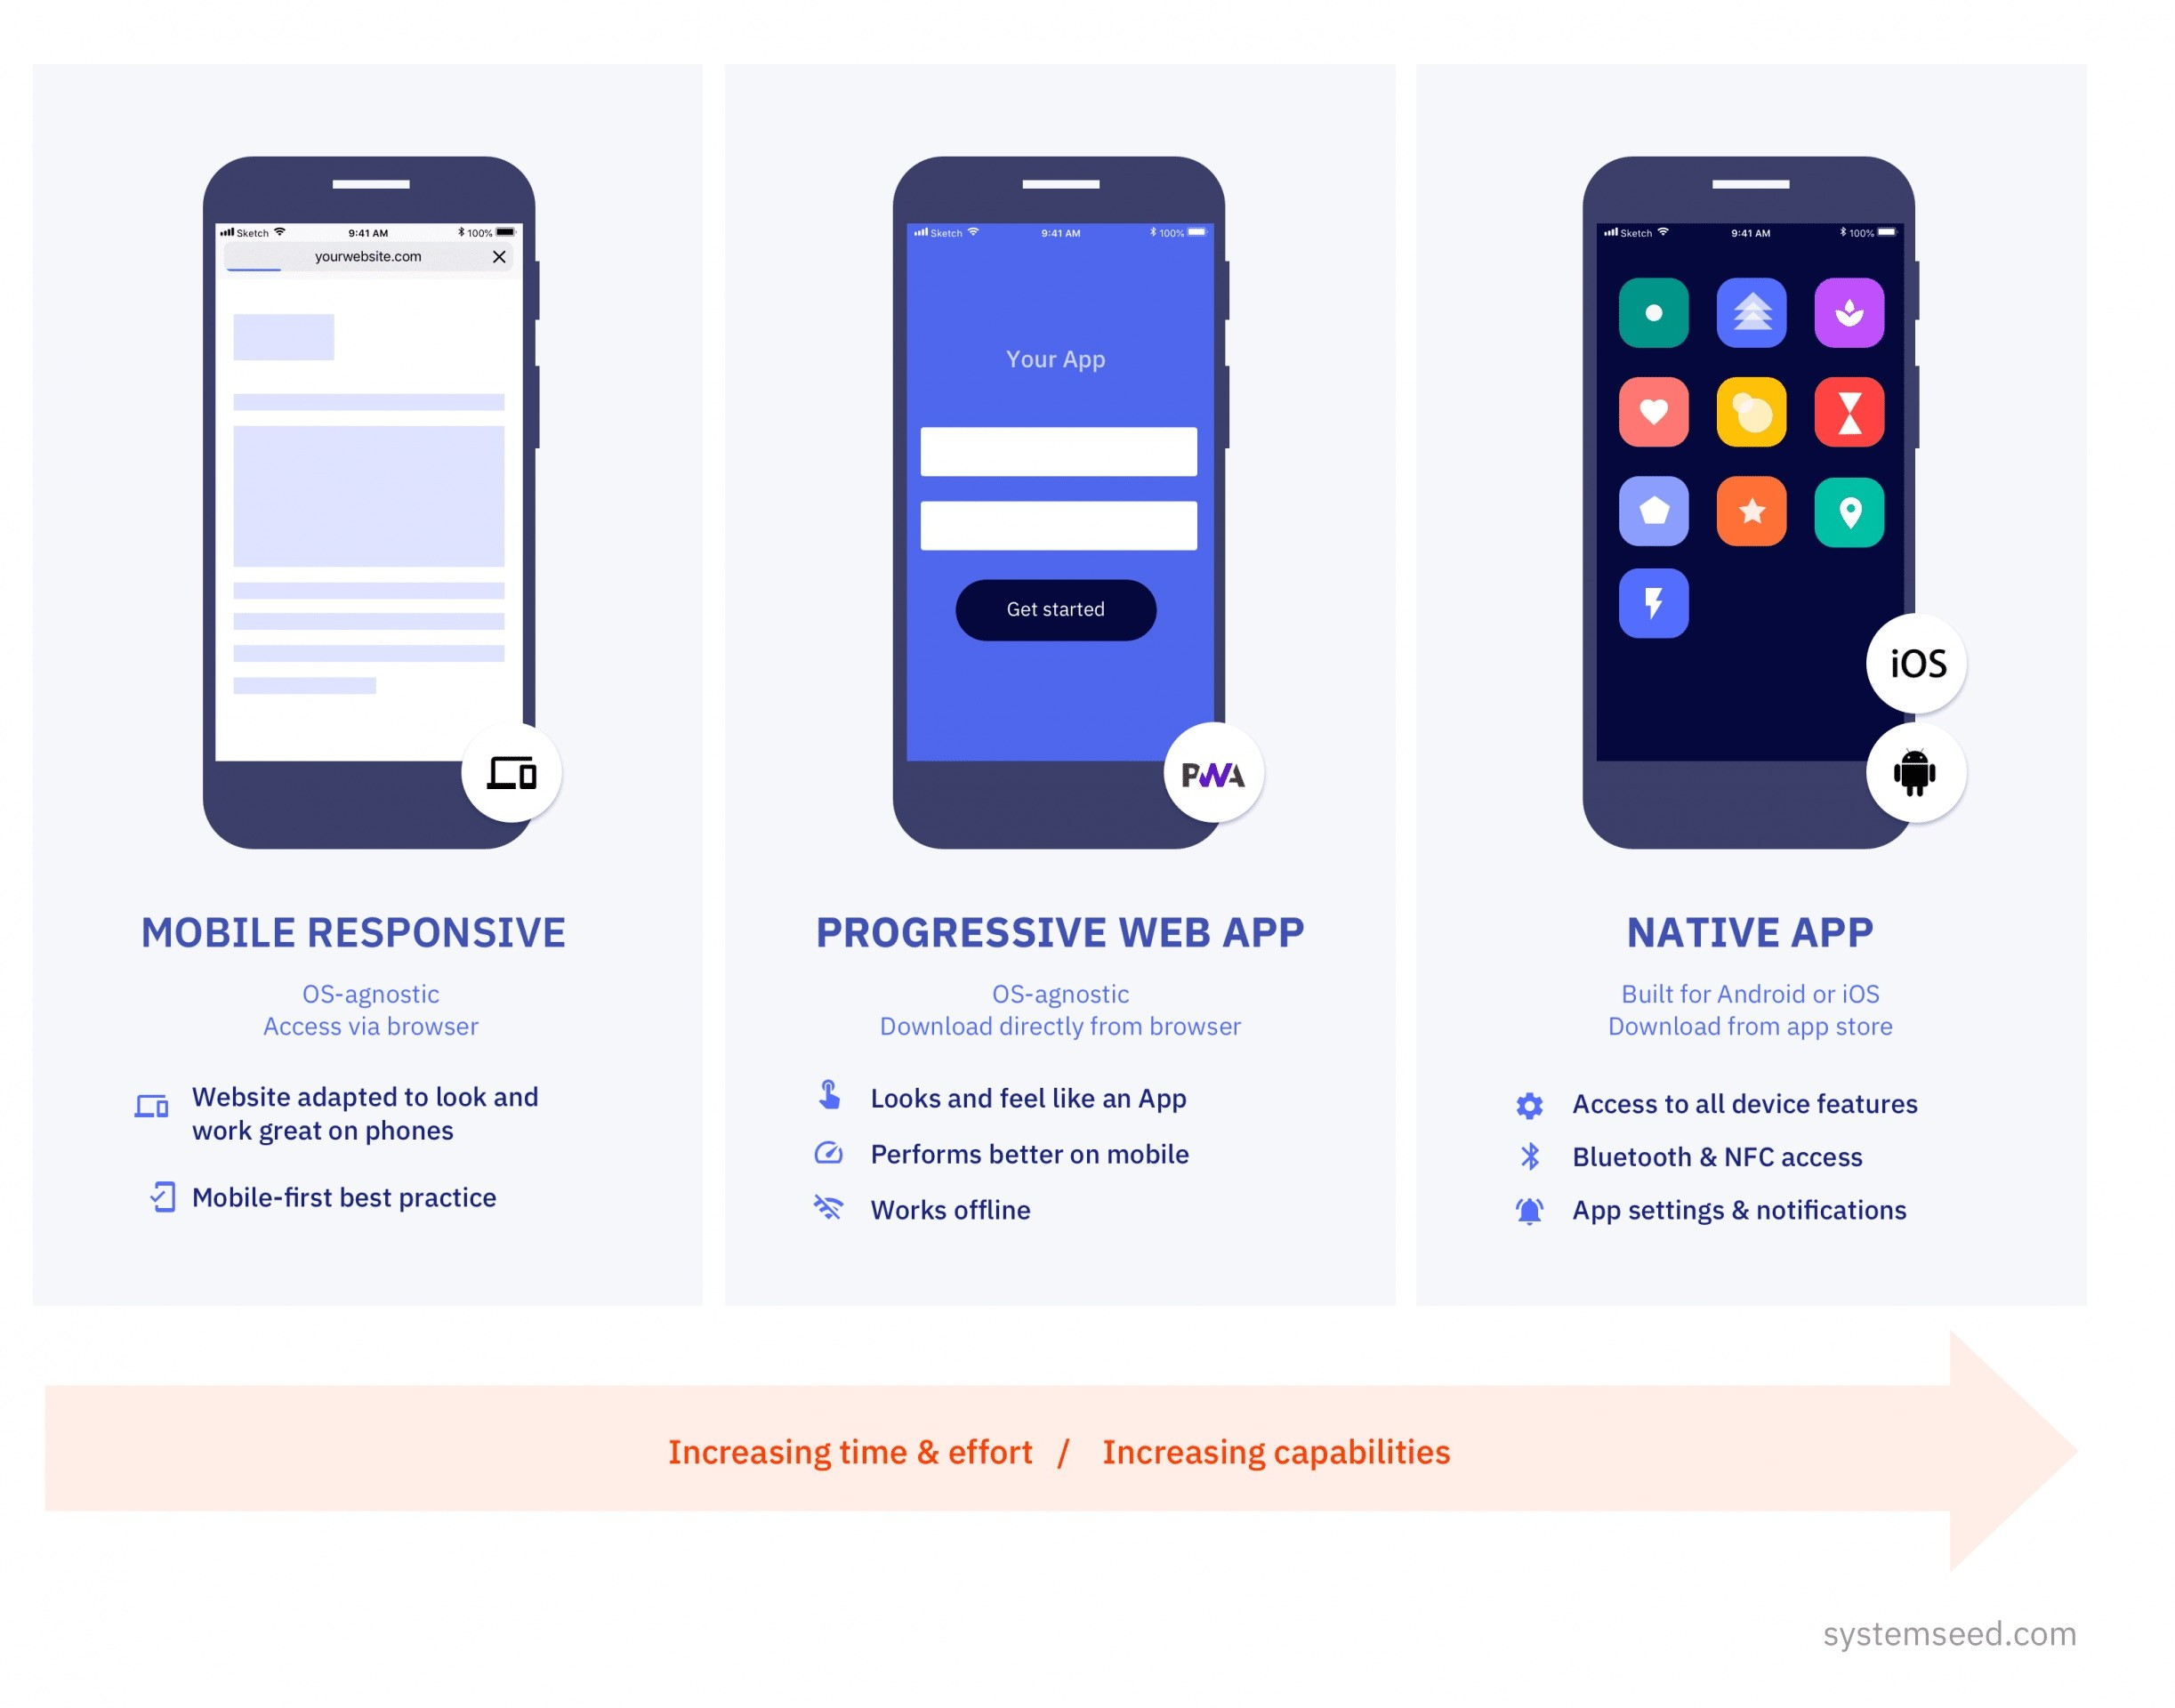 Sketch 9:41 AM 100%
yourwebsite.com
MOBILE RESPONSIVE
OS-agnostic
Access via browser
Website adapted to look and
work great on phones
Mobile-first best practice
Sketch 9:41 AM 100%
Your App
Get started
PWA
PROGRESSIVE WEB APP
OS-agnostic
Download directly from browser
Looks and feel like an App
Performs better on mobile
Works offline
Sketch 9:41 AM 100%
iOS
NATIVE APP
Built for Android or iOS
Download from app store
Access to all device features
Bluetooth & NFC access
App settings & notifications
Increasing time & effort / Increasing capabilities
systemseed.com